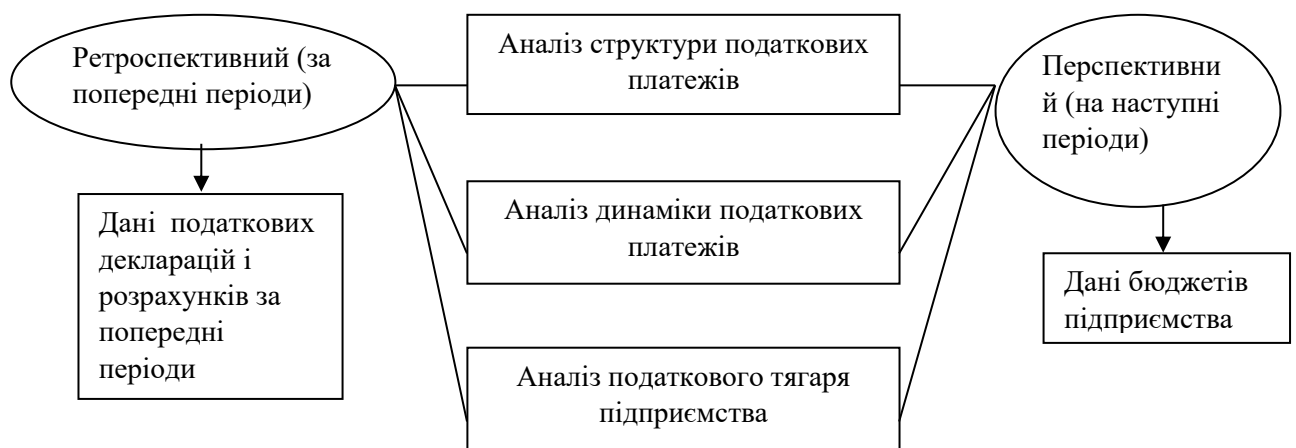 Ретроспективний (за
попередні періоди)
Дані податкових
декларацій і
розрахунків за
попередні
періоди
Аналіз структури податкових
платежів
Аналіз динаміки податкових
платежів
Аналіз податкового тягаря
підприємства
Перспективни
й (на наступні
періоди)
Дані бюджетів
підприємства